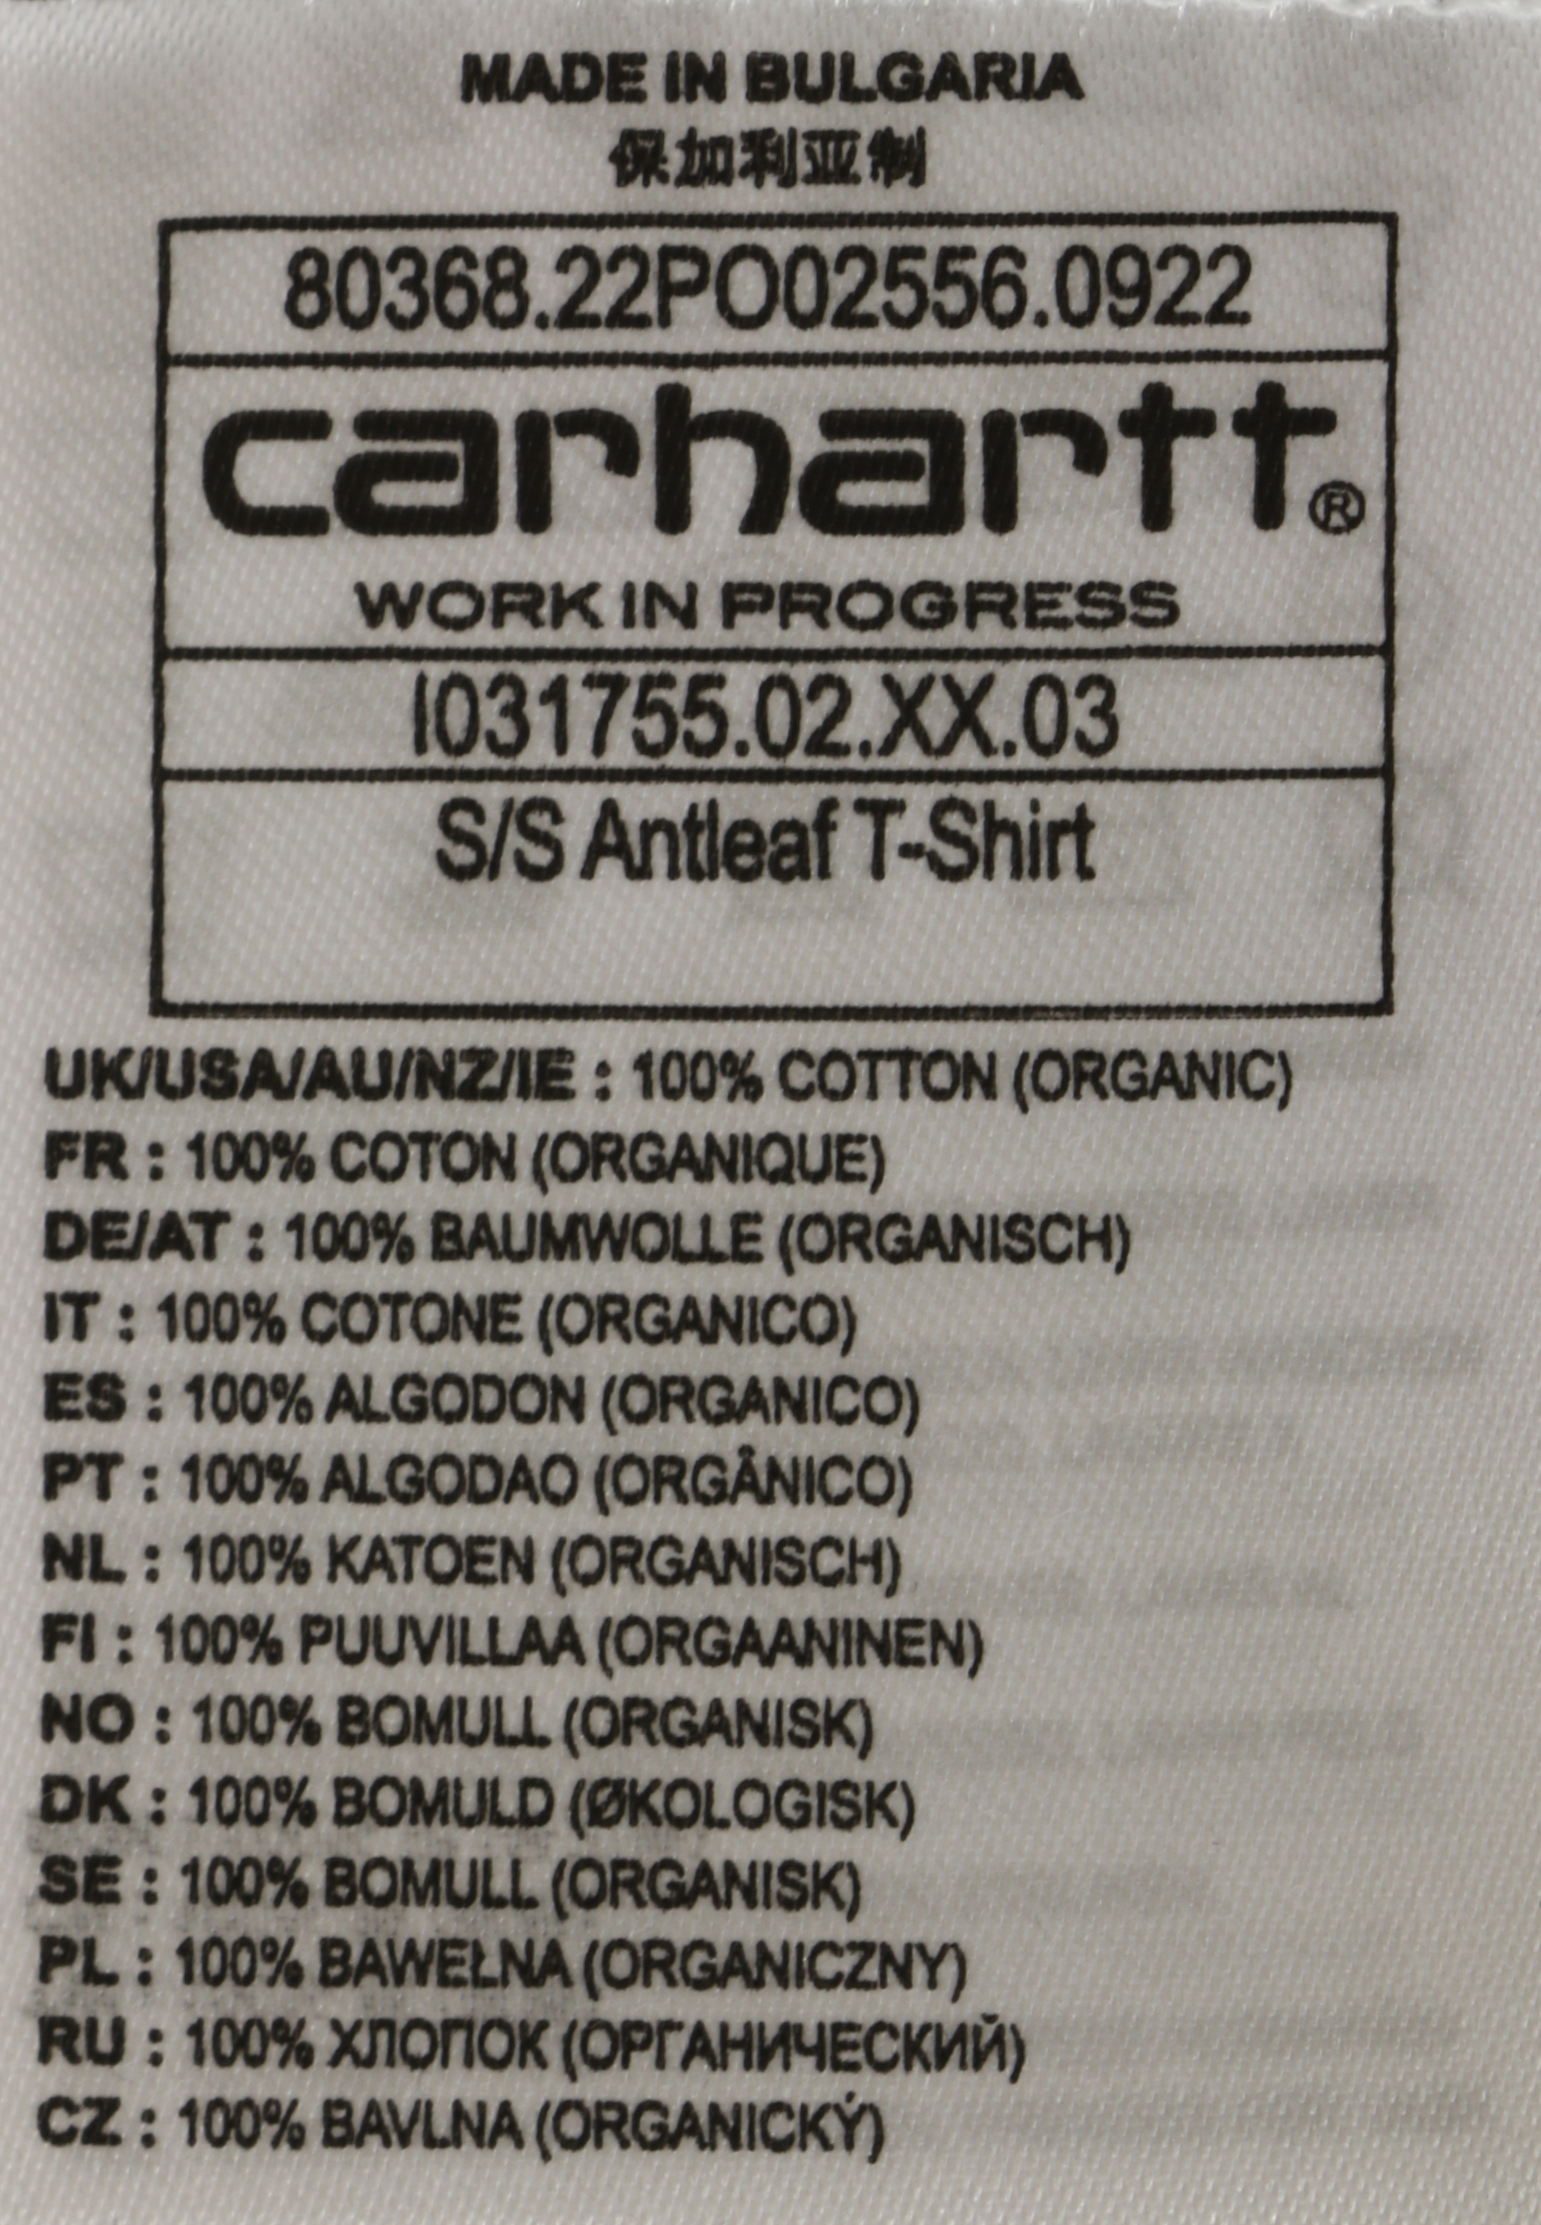 MADE IN BULGARIA
保加利亚制
80368.22PO02556.0922
carhartt®
WORK IN PROGRESS
I031755.02.XX.03
S/S Antleaf T-Shirt
UK/USA/AU/NZ/IE : 100% COTTON (ORGANIC)
FR : 100% COTON (ORGANIQUE)
DE/AT : 100% BAUMWOLLE (ORGANISCH)
IT : 100% COTONE (ORGANICO)
ES : 100% ALGODON (ORGANICO)
PT : 100% ALGODAO (ORGÂNICO)
NL : 100% KATOEN (ORGANISCH)
FI : 100% PUUVILLAA (ORGAANINEN)
NO : 100% BOMULL (ORGANISK)
DK : 100% BOMULD (ØKOLOGISK)
SE : 100% BOMULL (ORGANISK)
PL : 100% BAWEŁNA (ORGANICZNY)
RU : 100% ХЛОПОК (ОРГАНИЧЕСКИЙ)
CZ : 100% BAVLNA (ORGANICKÝ)